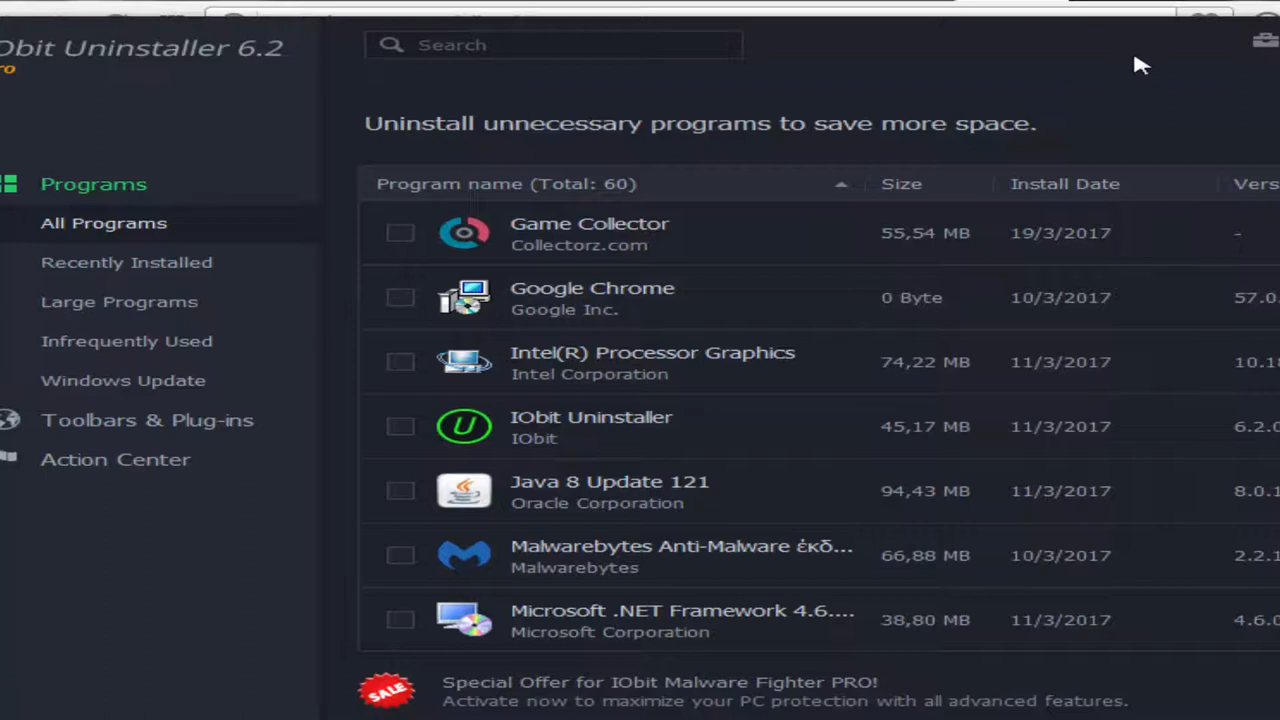 Obit Uninstaller 6.2
ro
Search
Uninstall unnecessary programs to save more space.
Programs
All Programs
Recently Installed
Large Programs
Infrequently Used
Windows Update
Toolbars & Plug-ins
Action Center
Program name (Total: 60) Size Install Date Vers
Game Collector
Collectorz.com
55,54 MB 19/3/2017 -
Google Chrome
Google Inc.
0 Byte 10/3/2017 57.0.
Intel(R) Processor Graphics
Intel Corporation
74,22 MB 11/3/2017 10.18
IObit Uninstaller
IObit
45,17 MB 11/3/2017 6.2.0
Java 8 Update 121
Oracle Corporation
94,43 MB 11/3/2017 8.0.1
Malwarebytes Anti-Malware έκδ...
Malwarebytes
66,88 MB 10/3/2017 2.2.1
Microsoft .NET Framework 4.6....
Microsoft Corporation
38,80 MB 11/3/2017 4.6.0
SALE
Special Offer for IObit Malware Fighter PRO!
Activate now to maximize your PC protection with all advanced features.